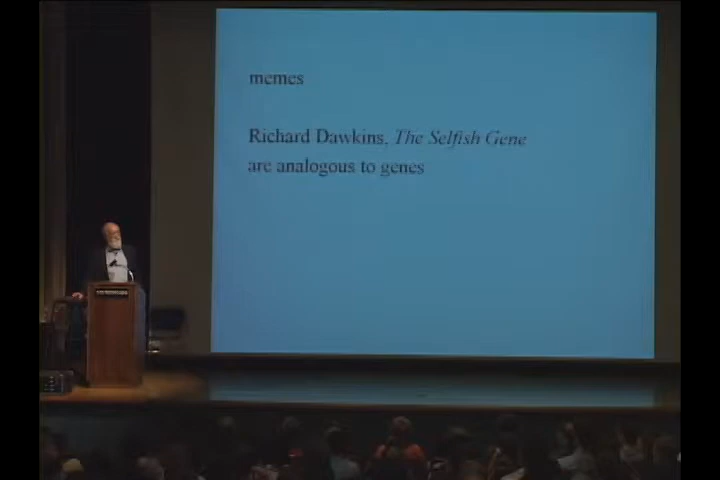 memes
Richard Dawkins, The Selfish Gene
are analogous to genes